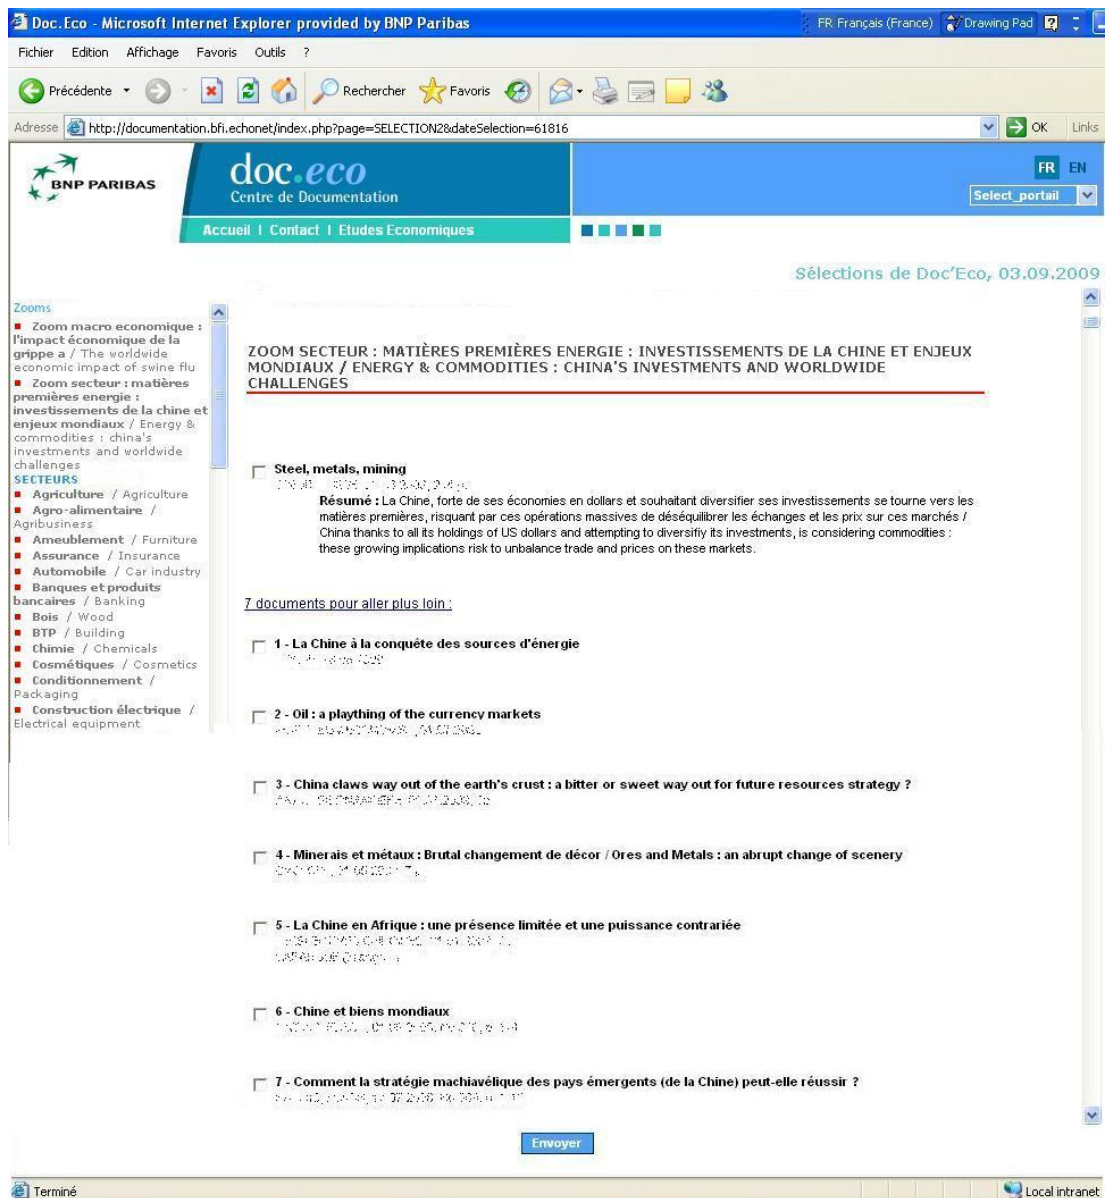 Doc.Eco - Microsoft Internet Explorer provided by BNP Paribas
FR Français (France) Drawing Pad
Fichier Edition Affichage Favoris Outils ?
Précédente Rechercher Favoris
Adresse http://documentation.bfi.echonet/index.php?page=SELECTION2&dateSelection=61816 OK Links
BNP PARIBAS
doc.eco
Centre de Documentation
FR EN
Select_portail
Accueil | Contact | Etudes Economiques
Sélections de Doc'Eco, 03.09.2009
Zooms
Zoom macro economique :
l'impact économique de la
grippe a / The worldwide
economic impact of swine flu
Zoom secteur : matières
premières energie :
investissements de la chine et
enjeux mondiaux / Energy &
commodities : china's
investments and worldwide
challenges
SECTEURS
Agriculture / Agriculture
Agro-alimentaire /
Agribusiness
Ameublement / Furniture
Assurance / Insurance
Automobile / Car industry
Banques et produits
bancaires / Banking
Bois / Wood
BTP / Building
Chimie / Chemicals
Cosmétiques / Cosmetics
Conditionnement /
Packaging
Construction électrique /
Electrical equipment
ZOOM SECTEUR : MATIÈRES PREMIÈRES ENERGIE : INVESTISSEMENTS DE LA CHINE ET ENJEUX
MONDIAUX / ENERGY & COMMODITIES : CHINA'S INVESTMENTS AND WORLDWIDE
CHALLENGES
Steel, metals, mining
Résumé : La Chine, forte de ses économies en dollars et souhaitant diversifier ses investissements se tourne vers les
matières premières, risquant par ces opérations massives de déséquilibrer les échanges et les prix sur ces marchés /
China thanks to all its holdings of US dollars and attempting to diversifiy its investments, is considering commodities :
these growing implications risk to unbalance trade and prices on these markets.
7 documents pour aller plus loin :
1 - La Chine à la conquête des sources d'énergie
2 - Oil : a plaything of the currency markets
3 - China claws way out of the earth's crust : a bitter or sweet way out for future resources strategy ?
4 - Minerais et métaux : Brutal changement de décor / Ores and Metals : an abrupt change of scenery
5 - La Chine en Afrique : une présence limitée et une puissance contrariée
6 - Chine et biens mondiaux
7 - Comment la stratégie machiavélique des pays émergents (de la Chine) peut-elle réussir ?
Envoyer
Terminé
Local intranet